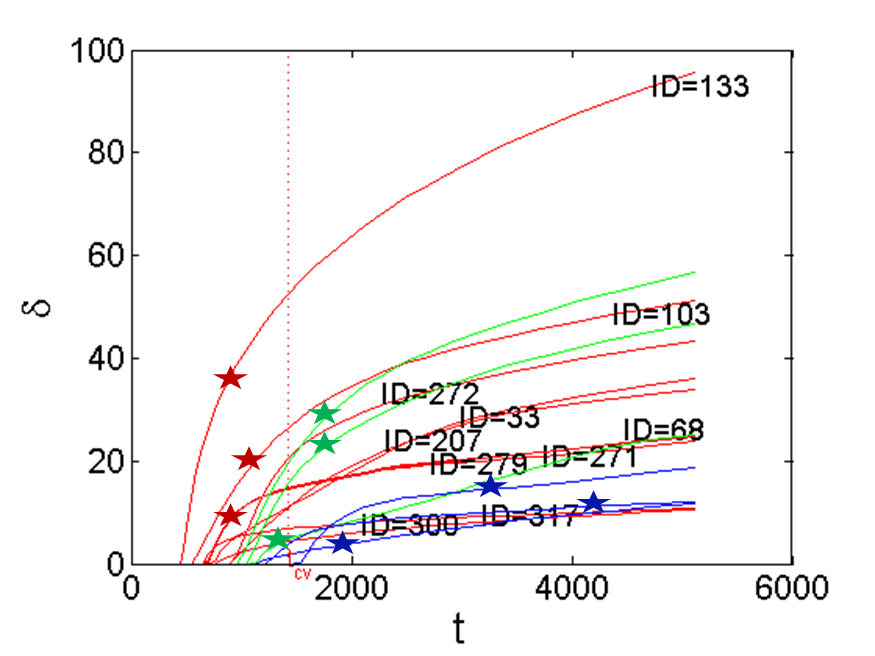 100
ID=133
80
60
δ
ID=103
40
ID=272
ID=33
ID=68
ID=207
ID=279
ID=271
20
ID=300
ID=317
0
cv
0
2000
4000
6000
t